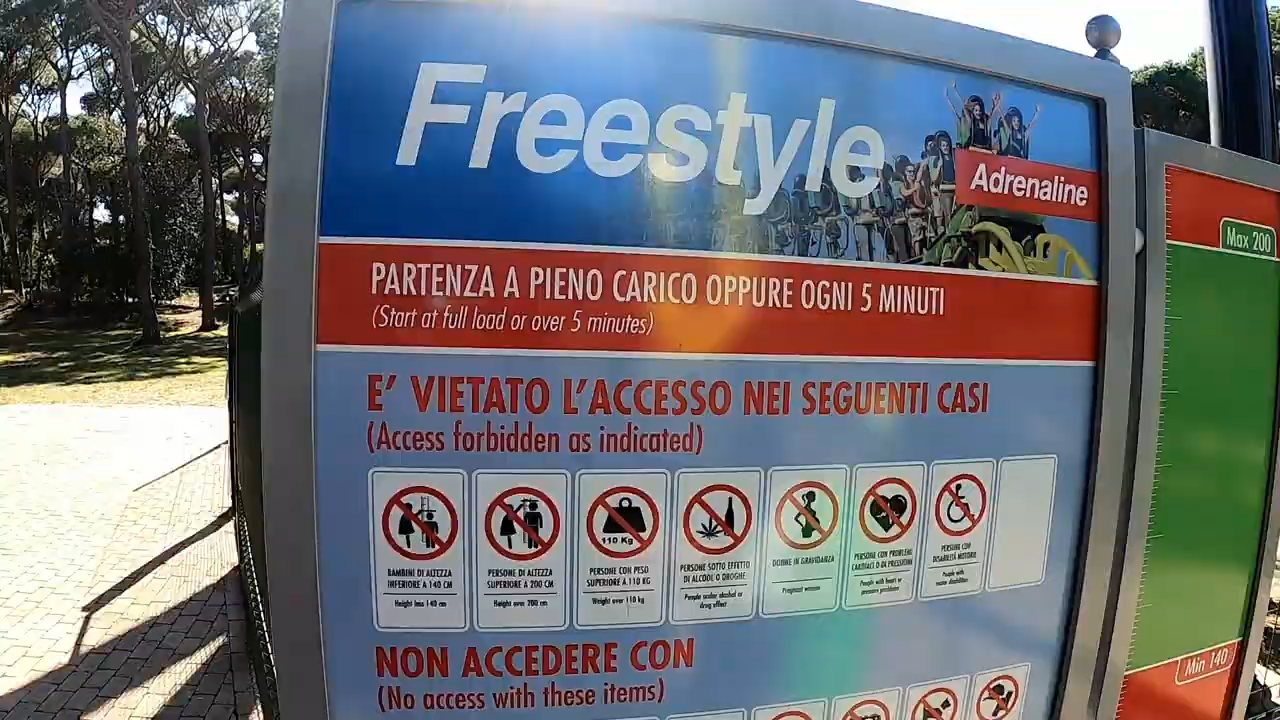 Freestyle
Adrenaline
Max 200
PARTENZA A PIENO CARICO OPPURE OGNI 5 MINUTI
(Start at full load or over 5 minutes)
E' VIETATO L'ACCESSO NEI SEGUENTI CASI
(Access forbidden as indicated)
110 Kg
BAMBINI DI ALTEZZA
INFERIORE A 140 cm
Height less 140 cm
PERSONE DI ALTEZZA
SUPERIORE A 200 CM
Height over 200 cm
PERSONE CON PESO
SUPERIORE A 110 KG
Weight over 110 kg
PERSONE SOTTO EFFETTO
DI ALCOOL O DROGHE
People under alcohol or
drug effect
DONNE IN GRAVIDANZA
Pregnant women
PERSONE CON PROBLEMI
CARDIACI O DI PRESSIONE
People with heart or
pressure problems
PERSONE CON
DISABILITÀ MOTORIE
People with
motor disabilities
NON ACCEDERE CON
(No access with these items)
Min 140